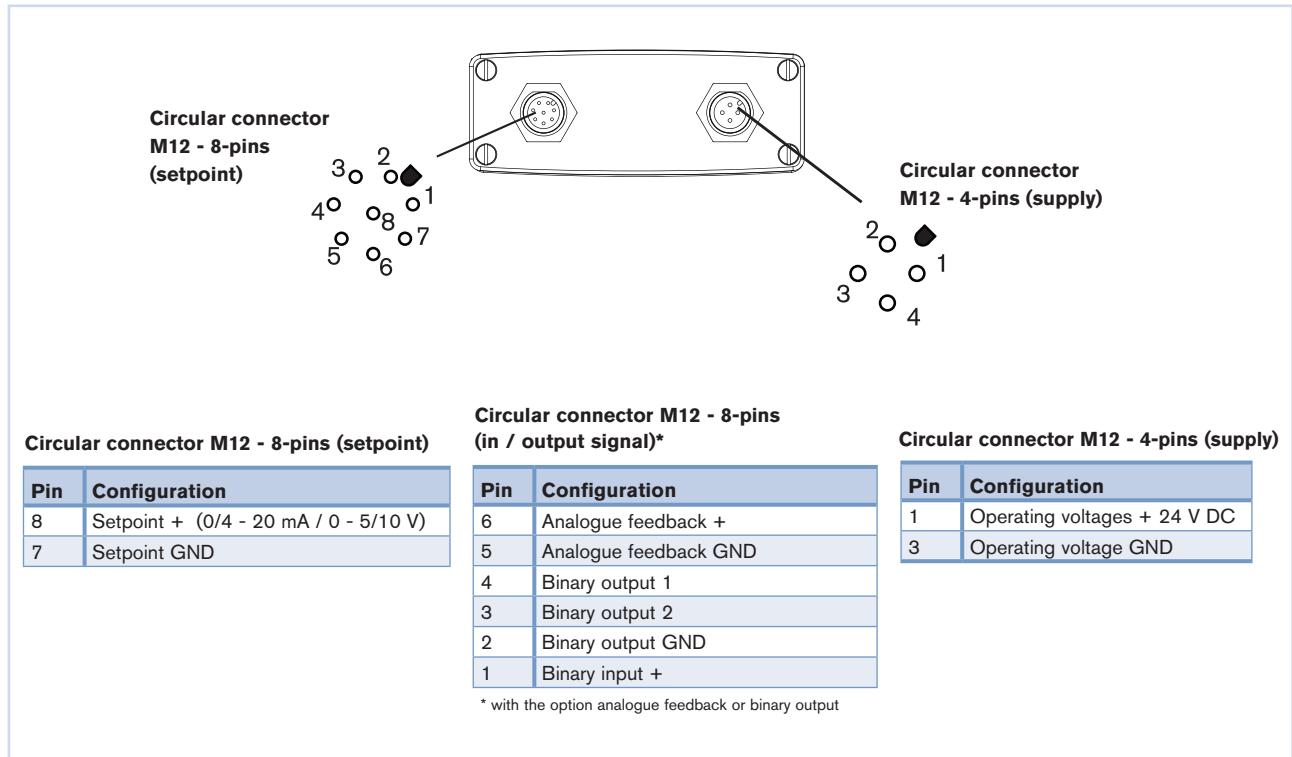 Circular connector
M12 - 8-pins
(setpoint)
3
2
1
4
8
7
5
6
Circular connector
M12 - 4-pins (supply)
2
1
3
4
Circular connector M12 - 8-pins (setpoint)
Pin Configuration
8 Setpoint + (0/4 - 20 mA / 0 - 5/10 V)
7 Setpoint GND
Circular connector M12 - 8-pins
(in / output signal)*
Pin Configuration
6 Analogue feedback +
5 Analogue feedback GND
4 Binary output 1
3 Binary output 2
2 Binary output GND
1 Binary input +
* with the option analogue feedback or binary output
Circular connector M12 - 4-pins (supply)
Pin Configuration
1 Operating voltages + 24 V DC
3 Operating voltage GND